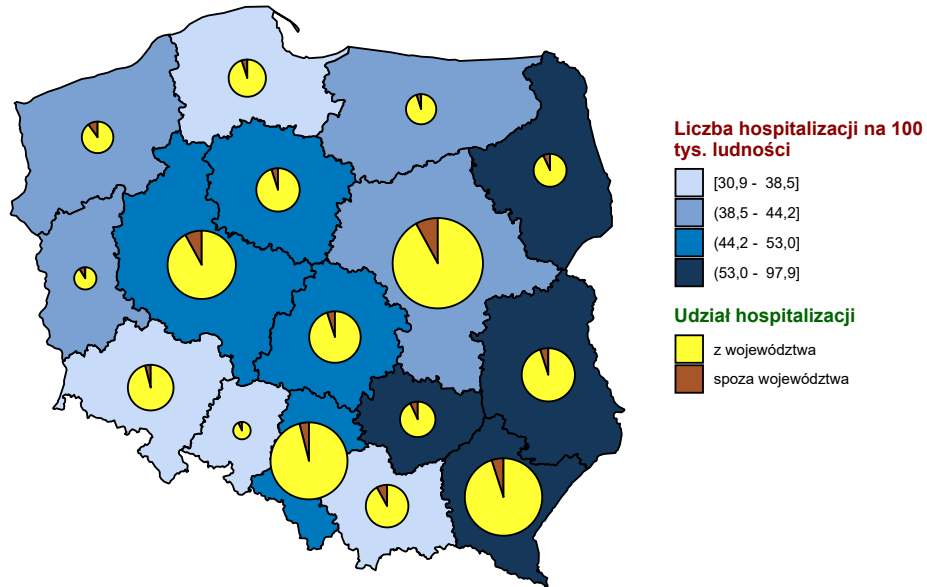 Liczba hospitalizacji na 100
tys. ludności
[30,9 - 38,5]
(38,5 - 44,2]
(44,2 - 53,0]
(53,0 - 97,9]
Udział hospitalizacji
z województwa
spoza województwa